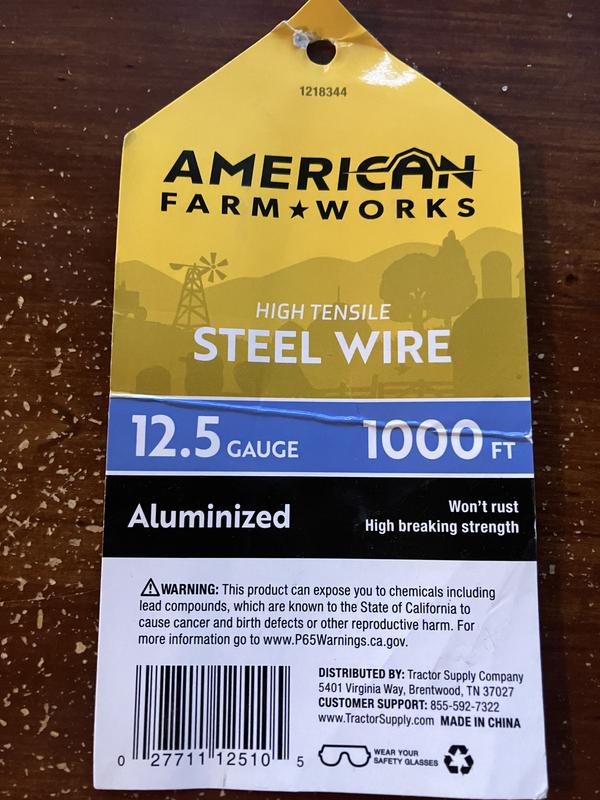 1218344
AMERICAN
FARM★WORKS
HIGH TENSILE
STEEL WIRE
12.5 GAUGE 1000 FT
Aluminized
Won't rust
High breaking strength
⚠WARNING: This product can expose you to chemicals including
lead compounds, which are known to the State of California to
cause cancer and birth defects or other reproductive harm. For
more information go to www.P65Warnings.ca.gov.
DISTRIBUTED BY: Tractor Supply Company
5401 Virginia Way, Brentwood, TN 37027
CUSTOMER SUPPORT: 855-592-7322
www.TractorSupply.com MADE IN CHINA
WEAR YOUR
SAFETY GLASSES
0 27711 12510 5